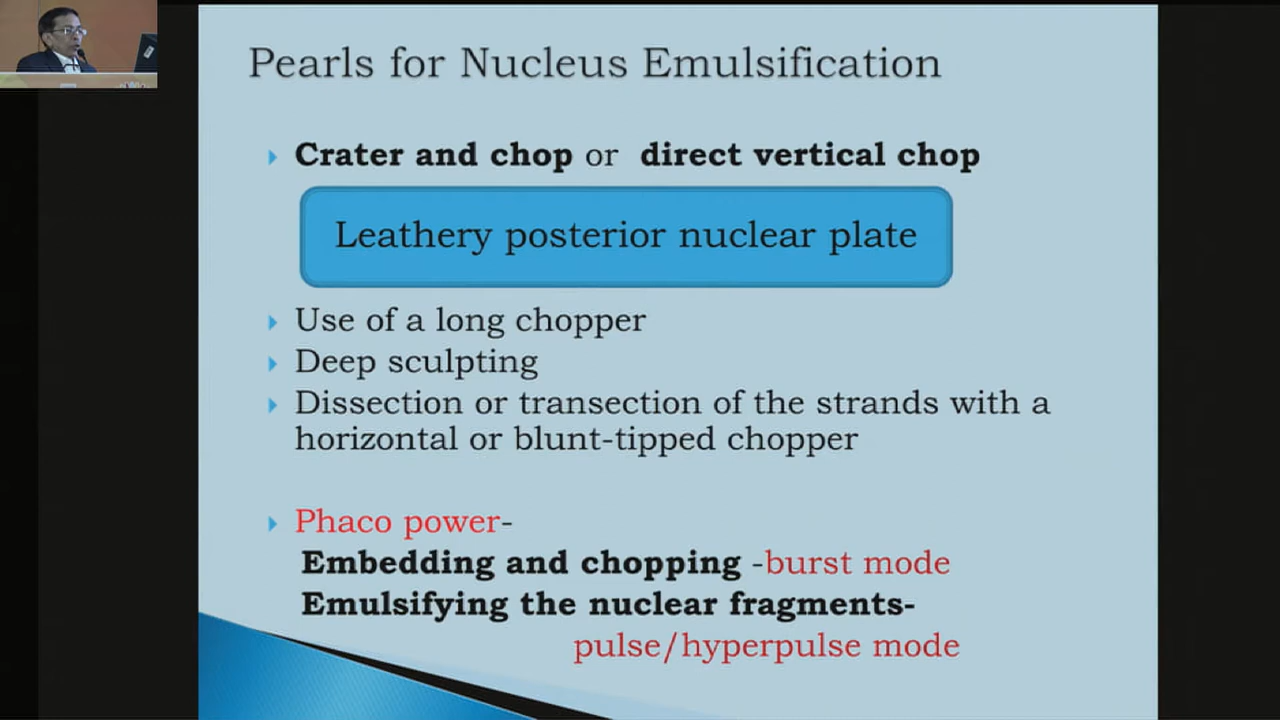 Pearls for Nucleus Emulsification
Crater and chop or direct vertical chop
Leathery posterior nuclear plate
Use of a long chopper
Deep sculpting
Dissection or transection of the strands with a
horizontal or blunt-tipped chopper
Phaco power-
Embedding and chopping -burst mode
Emulsifying the nuclear fragments-
pulse/hyperpulse mode